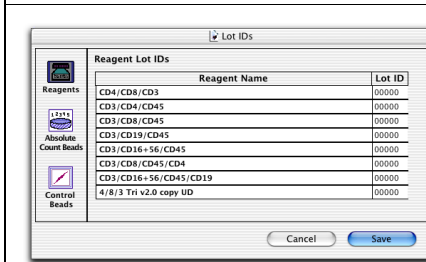 Lot IDs
Reagents
12345
Absolute
Count Beads
Control
Beads
Reagent Lot IDs
Reagent Name Lot ID
CD4/CD8/CD3 00000
CD3/CD4/CD45 00000
CD3/CD8/CD45 00000
CD3/CD19/CD45 00000
CD3/CD16+56/CD45 00000
CD3/CD8/CD45/CD4 00000
CD3/CD16+56/CD45/CD19 00000
4/8/3 Tri v2.0 copy UD 00000
Cancel Save